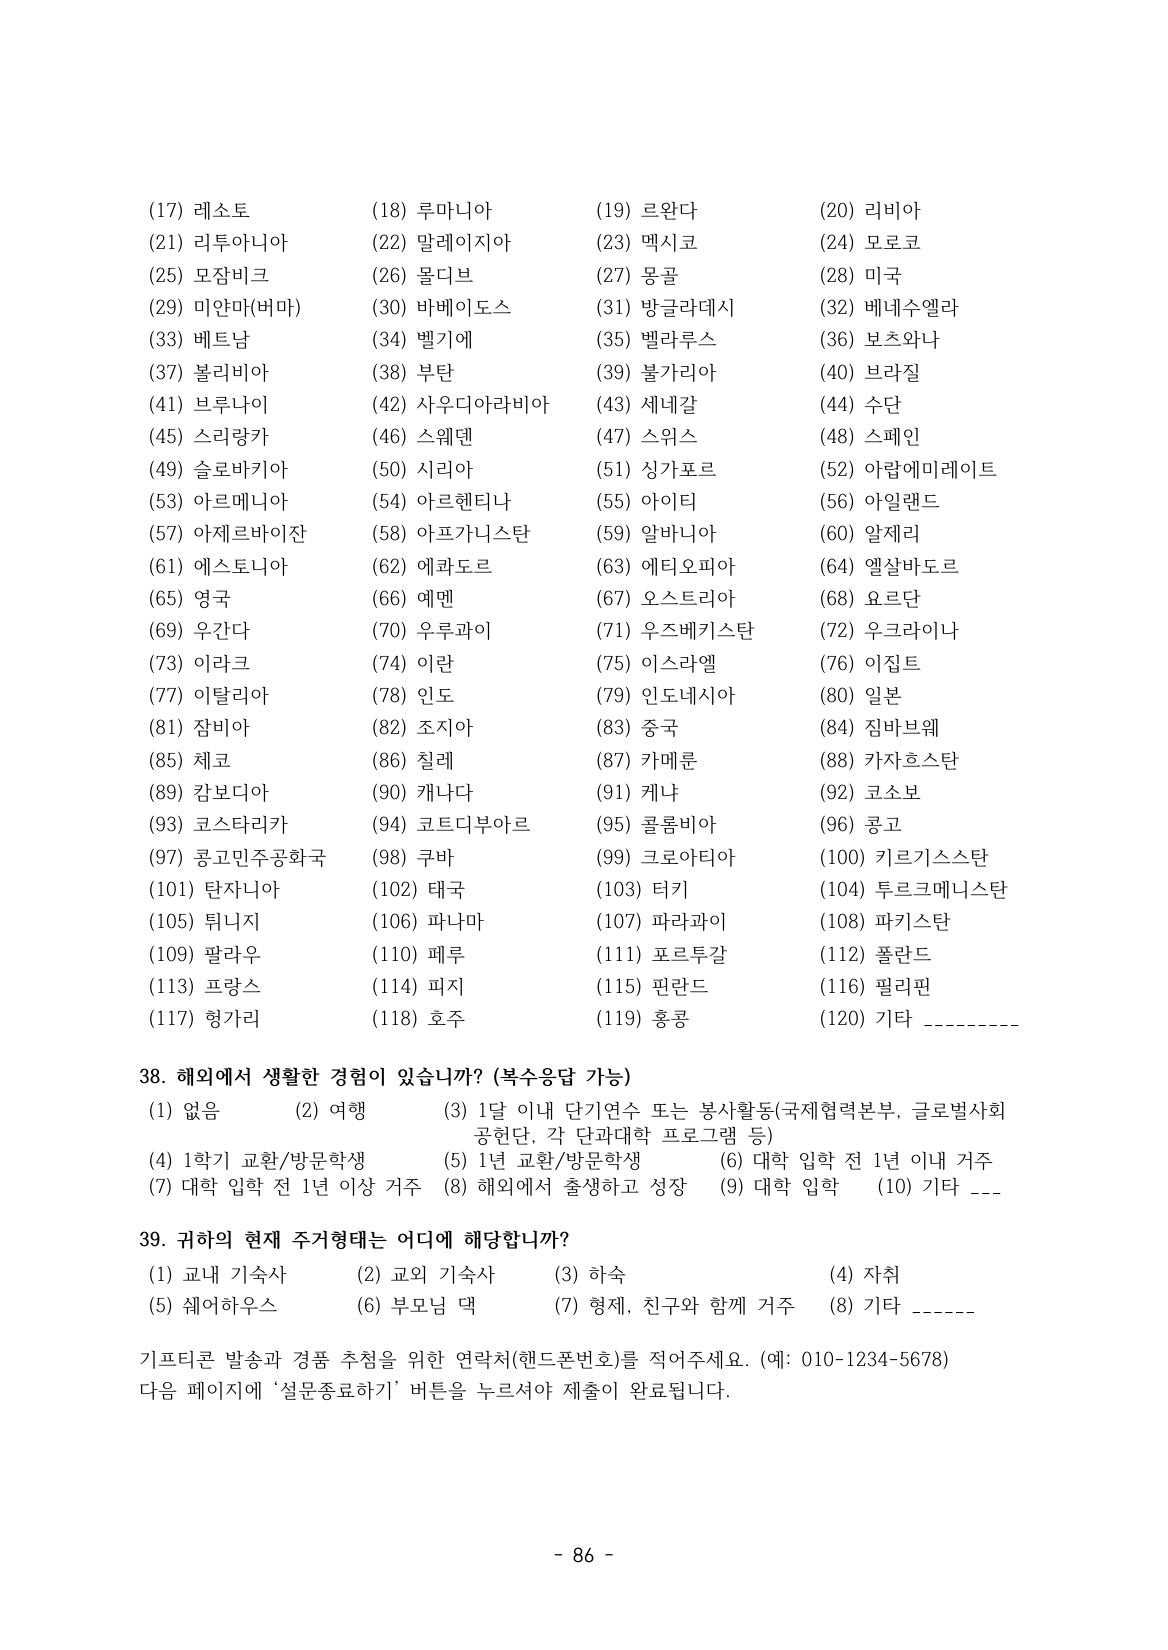 (17) 레소토 (18) 루마니아 (19) 르완다 (20) 리비아
(21) 리투아니아 (22) 말레이지아 (23) 멕시코 (24) 모로코
(25) 모잠비크 (26) 몰디브 (27) 몽골 (28) 미국
(29) 미얀마(버마) (30) 바베이도스 (31) 방글라데시 (32) 베네수엘라
(33) 베트남 (34) 벨기에 (35) 벨라루스 (36) 보츠와나
(37) 볼리비아 (38) 부탄 (39) 불가리아 (40) 브라질
(41) 브루나이 (42) 사우디아라비아 (43) 세네갈 (44) 수단
(45) 스리랑카 (46) 스웨덴 (47) 스위스 (48) 스페인
(49) 슬로바키아 (50) 시리아 (51) 싱가포르 (52) 아랍에미레이트
(53) 아르메니아 (54) 아르헨티나 (55) 아이티 (56) 아일랜드
(57) 아제르바이잔 (58) 아프가니스탄 (59) 알바니아 (60) 알제리
(61) 에스토니아 (62) 에콰도르 (63) 에티오피아 (64) 엘살바도르
(65) 영국 (66) 예멘 (67) 오스트리아 (68) 요르단
(69) 우간다 (70) 우루과이 (71) 우즈베키스탄 (72) 우크라이나
(73) 이라크 (74) 이란 (75) 이스라엘 (76) 이집트
(77) 이탈리아 (78) 인도 (79) 인도네시아 (80) 일본
(81) 잠비아 (82) 조지아 (83) 중국 (84) 짐바브웨
(85) 체코 (86) 칠레 (87) 카메룬 (88) 카자흐스탄
(89) 캄보디아 (90) 캐나다 (91) 케냐 (92) 코소보
(93) 코스타리카 (94) 코트디부아르 (95) 콜롬비아 (96) 콩고
(97) 콩고민주공화국 (98) 쿠바 (99) 크로아티아 (100) 키르기스스탄
(101) 탄자니아 (102) 태국 (103) 터키 (104) 투르크메니스탄
(105) 튀니지 (106) 파나마 (107) 파라과이 (108) 파키스탄
(109) 팔라우 (110) 페루 (111) 포르투갈 (112) 폴란드
(113) 프랑스 (114) 피지 (115) 핀란드 (116) 필리핀
(117) 헝가리 (118) 호주 (119) 홍콩 (120) 기타 _________
38. 해외에서 생활한 경험이 있습니까? (복수응답 가능)
(1) 없음 (2) 여행 (3) 1달 이내 단기연수 또는 봉사활동(국제협력본부, 글로벌사회
공헌단, 각 단과대학 프로그램 등)
(4) 1학기 교환/방문학생 (5) 1년 교환/방문학생 (6) 대학 입학 전 1년 이내 거주
(7) 대학 입학 전 1년 이상 거주 (8) 해외에서 출생하고 성장 (9) 대학 입학 (10) 기타 ___
39. 귀하의 현재 주거형태는 어디에 해당합니까?
(1) 교내 기숙사 (2) 교외 기숙사 (3) 하숙 (4) 자취
(5) 쉐어하우스 (6) 부모님 댁 (7) 형제, 친구와 함께 거주 (8) 기타 ______
기프티콘 발송과 경품 추첨을 위한 연락처(핸드폰번호)를 적어주세요. (예: 010-1234-5678)
다음 페이지에 ‘설문종료하기’ 버튼을 누르셔야 제출이 완료됩니다.
- 86 -